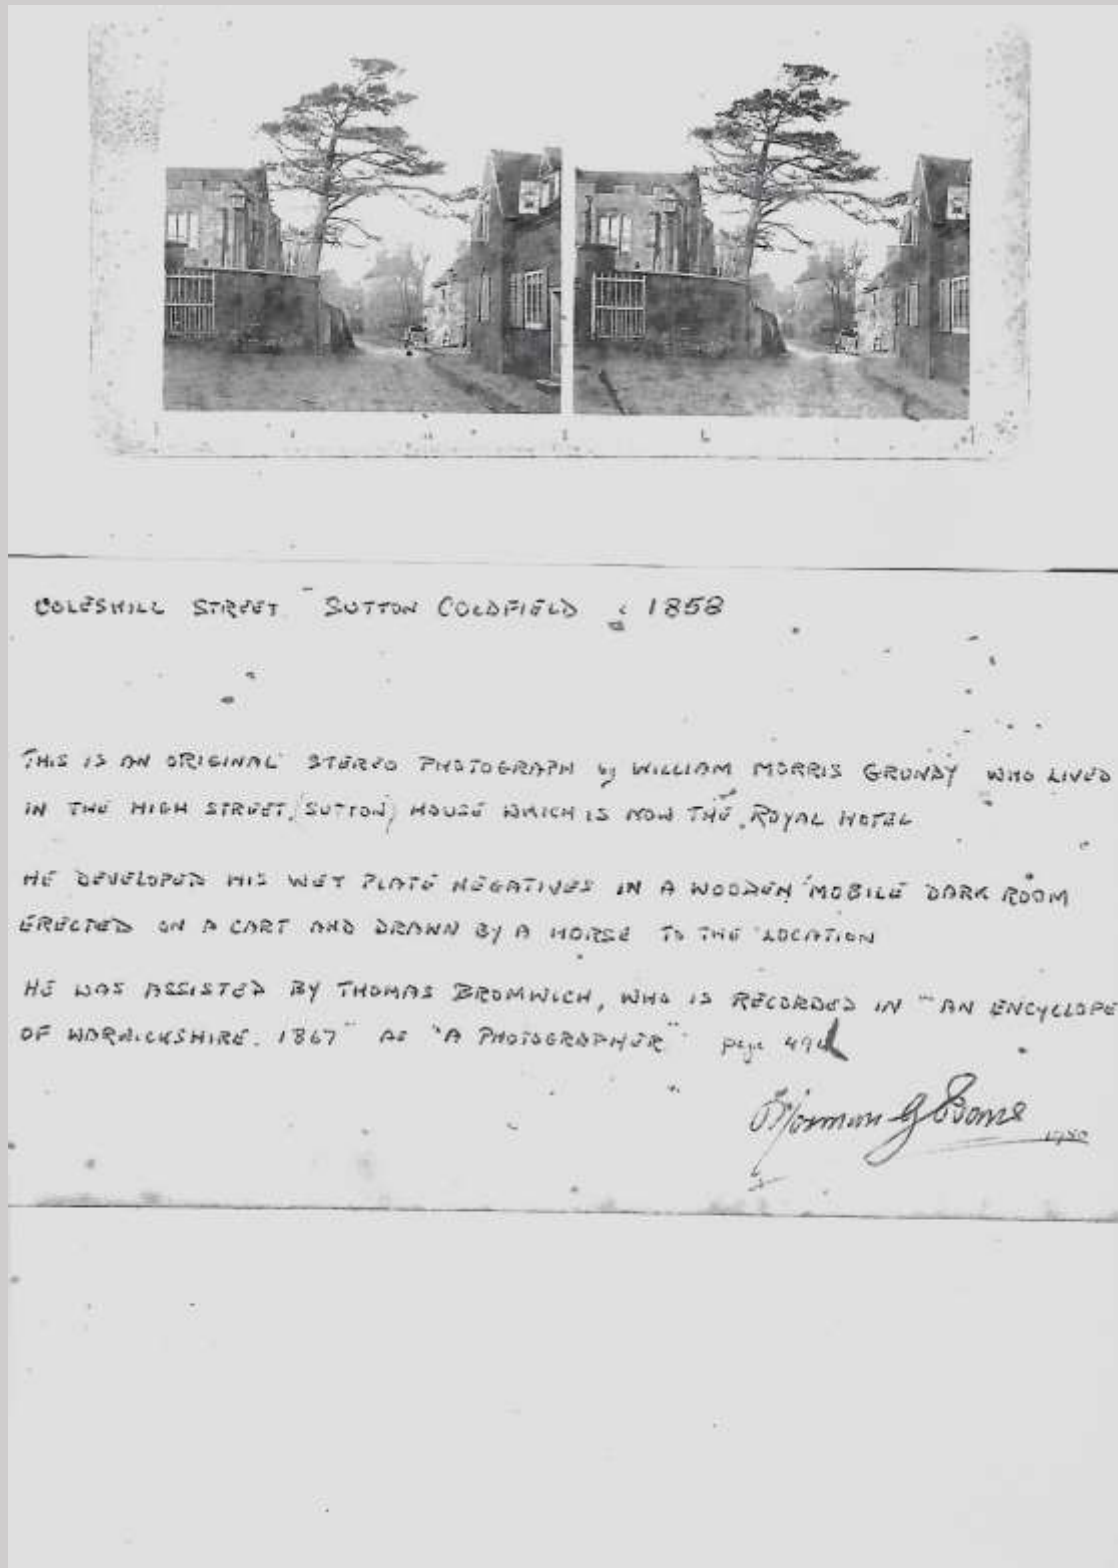 COLESHILL STREET SUTTON COLDFIELD c 1858
THIS IS AN ORIGINAL STEREO PHOTOGRAPH by WILLIAM MORRIS GRUNDY WHO LIVED
IN THE HIGH STREET, (SUTTON) HOUSE WHICH IS NOW THE ROYAL HOTEL
HE DEVELOPED HIS WET PLATE NEGATIVES IN A WOODEN MOBILE DARK ROOM
ERECTED ON A CART AND DRAWN BY A HORSE TO THE LOCATION
HE WAS ASSISTED BY THOMAS BROMWICH, WHO IS RECORDED IN "AN ENCYCLOPE
OF WARWICKSHIRE. 1867" AS "A PHOTOGRAPHER" page
Norman G